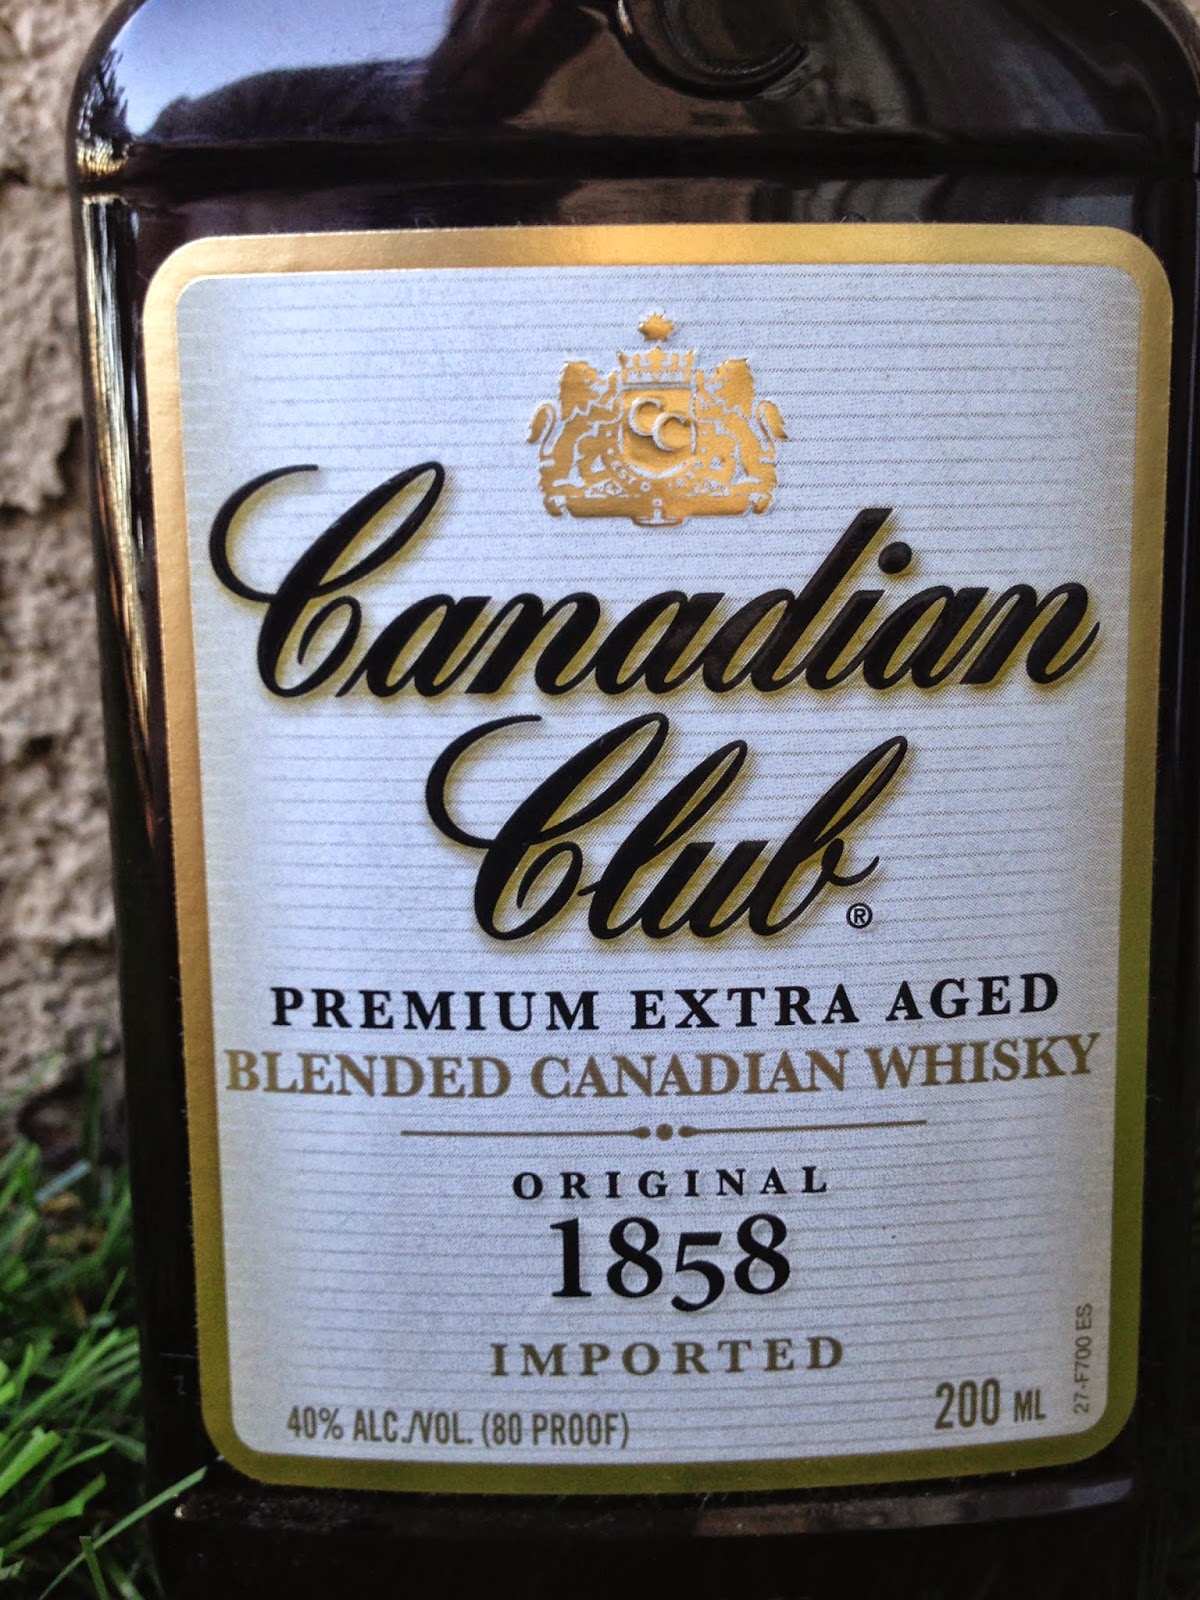 CC
Canadian
Club®
PREMIUM EXTRA AGED
BLENDED CANADIAN WHISKY
ORIGINAL
1858
IMPORTED
40% ALC./VOL. (80 PROOF)
200 ML
27-F700 ES